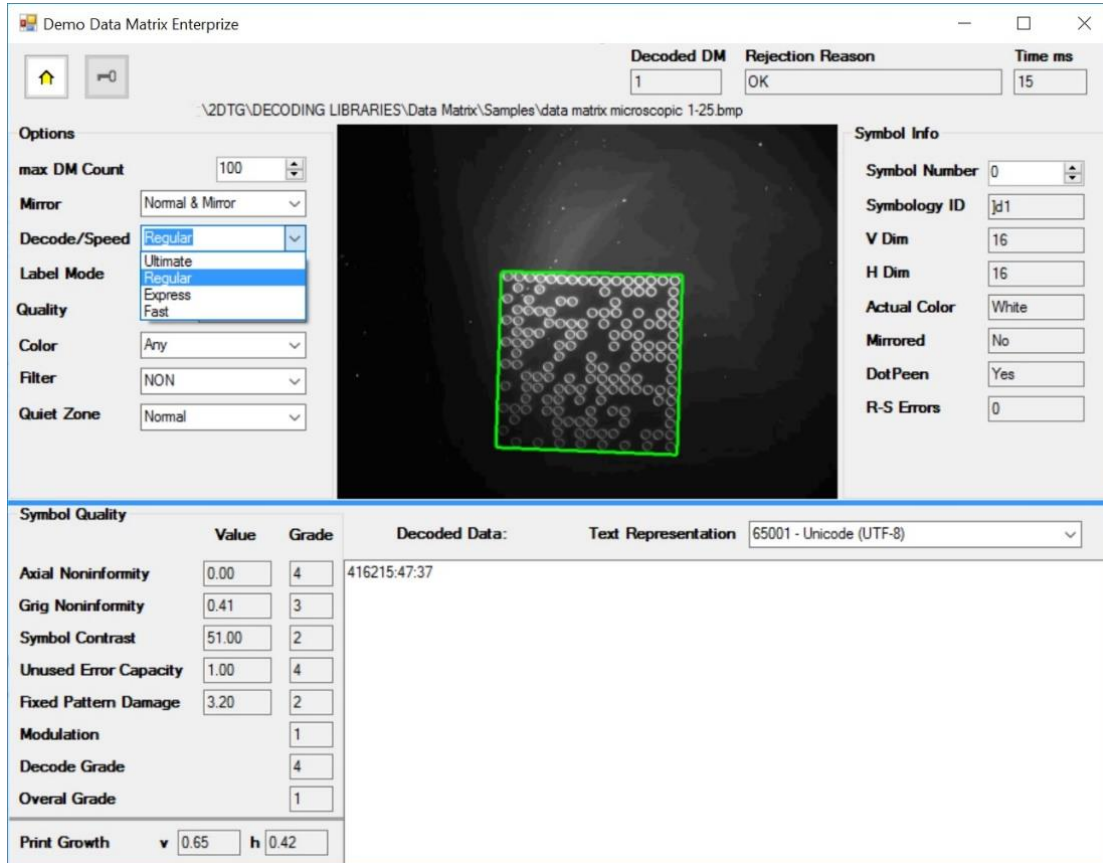 Demo Data Matrix Enterprize
Decoded DM Rejection Reason Time ms
1 OK 15
\2DTG\DECODING LIBRARIES\Data Matrix\Samples\data matrix microscopic 1-25.bmp
Options
max DM Count 100
Mirror Normal & Mirror
Decode/Speed Regular
Ultimate
Regular
Express
Fast
Label Mode
Quality
Color Any
Filter NON
Quiet Zone Normal
Symbol Info
Symbol Number 0
Symbology ID ]d1
V Dim 16
H Dim 16
Actual Color White
Mirrored No
DotPeen Yes
R-S Errors 0
Symbol Quality
Value Grade
Axial Noninformity 0.00 4
Grig Noninformity 0.41 3
Symbol Contrast 51.00 2
Unused Error Capacity 1.00 4
Fixed Pattern Damage 3.20 2
Modulation 1
Decode Grade 4
Overal Grade 1
Print Growth v 0.65 h 0.42
Decoded Data: Text Representation 65001 - Unicode (UTF-8)
416215:47:37